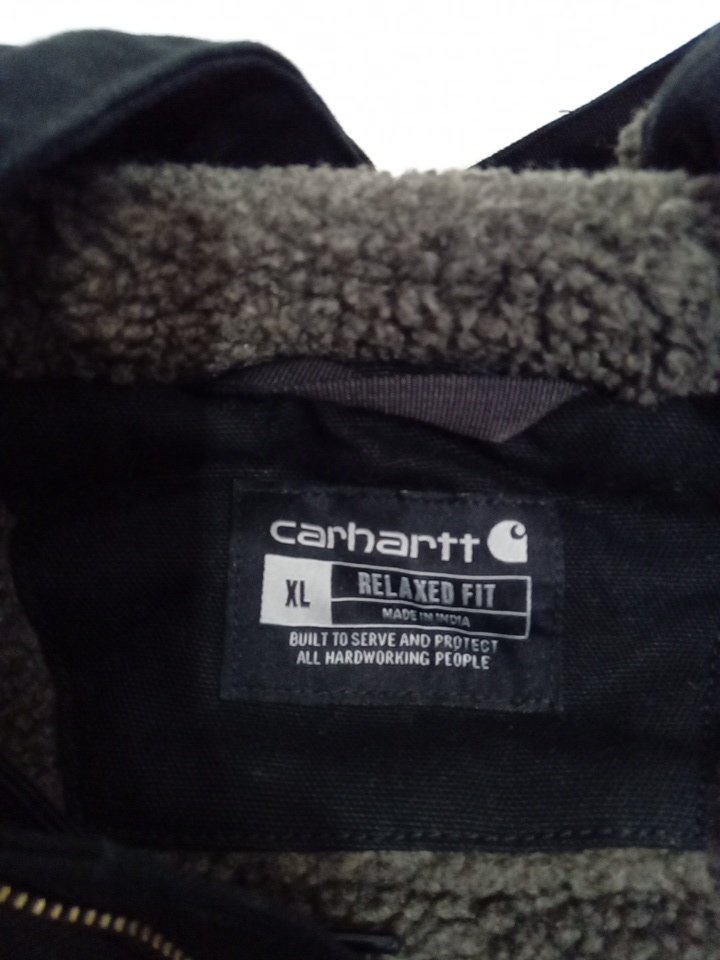 carhartt
XL
RELAXED FIT
MADE IN INDIA
BUILT TO SERVE AND PROTECT
ALL HARDWORKING PEOPLE